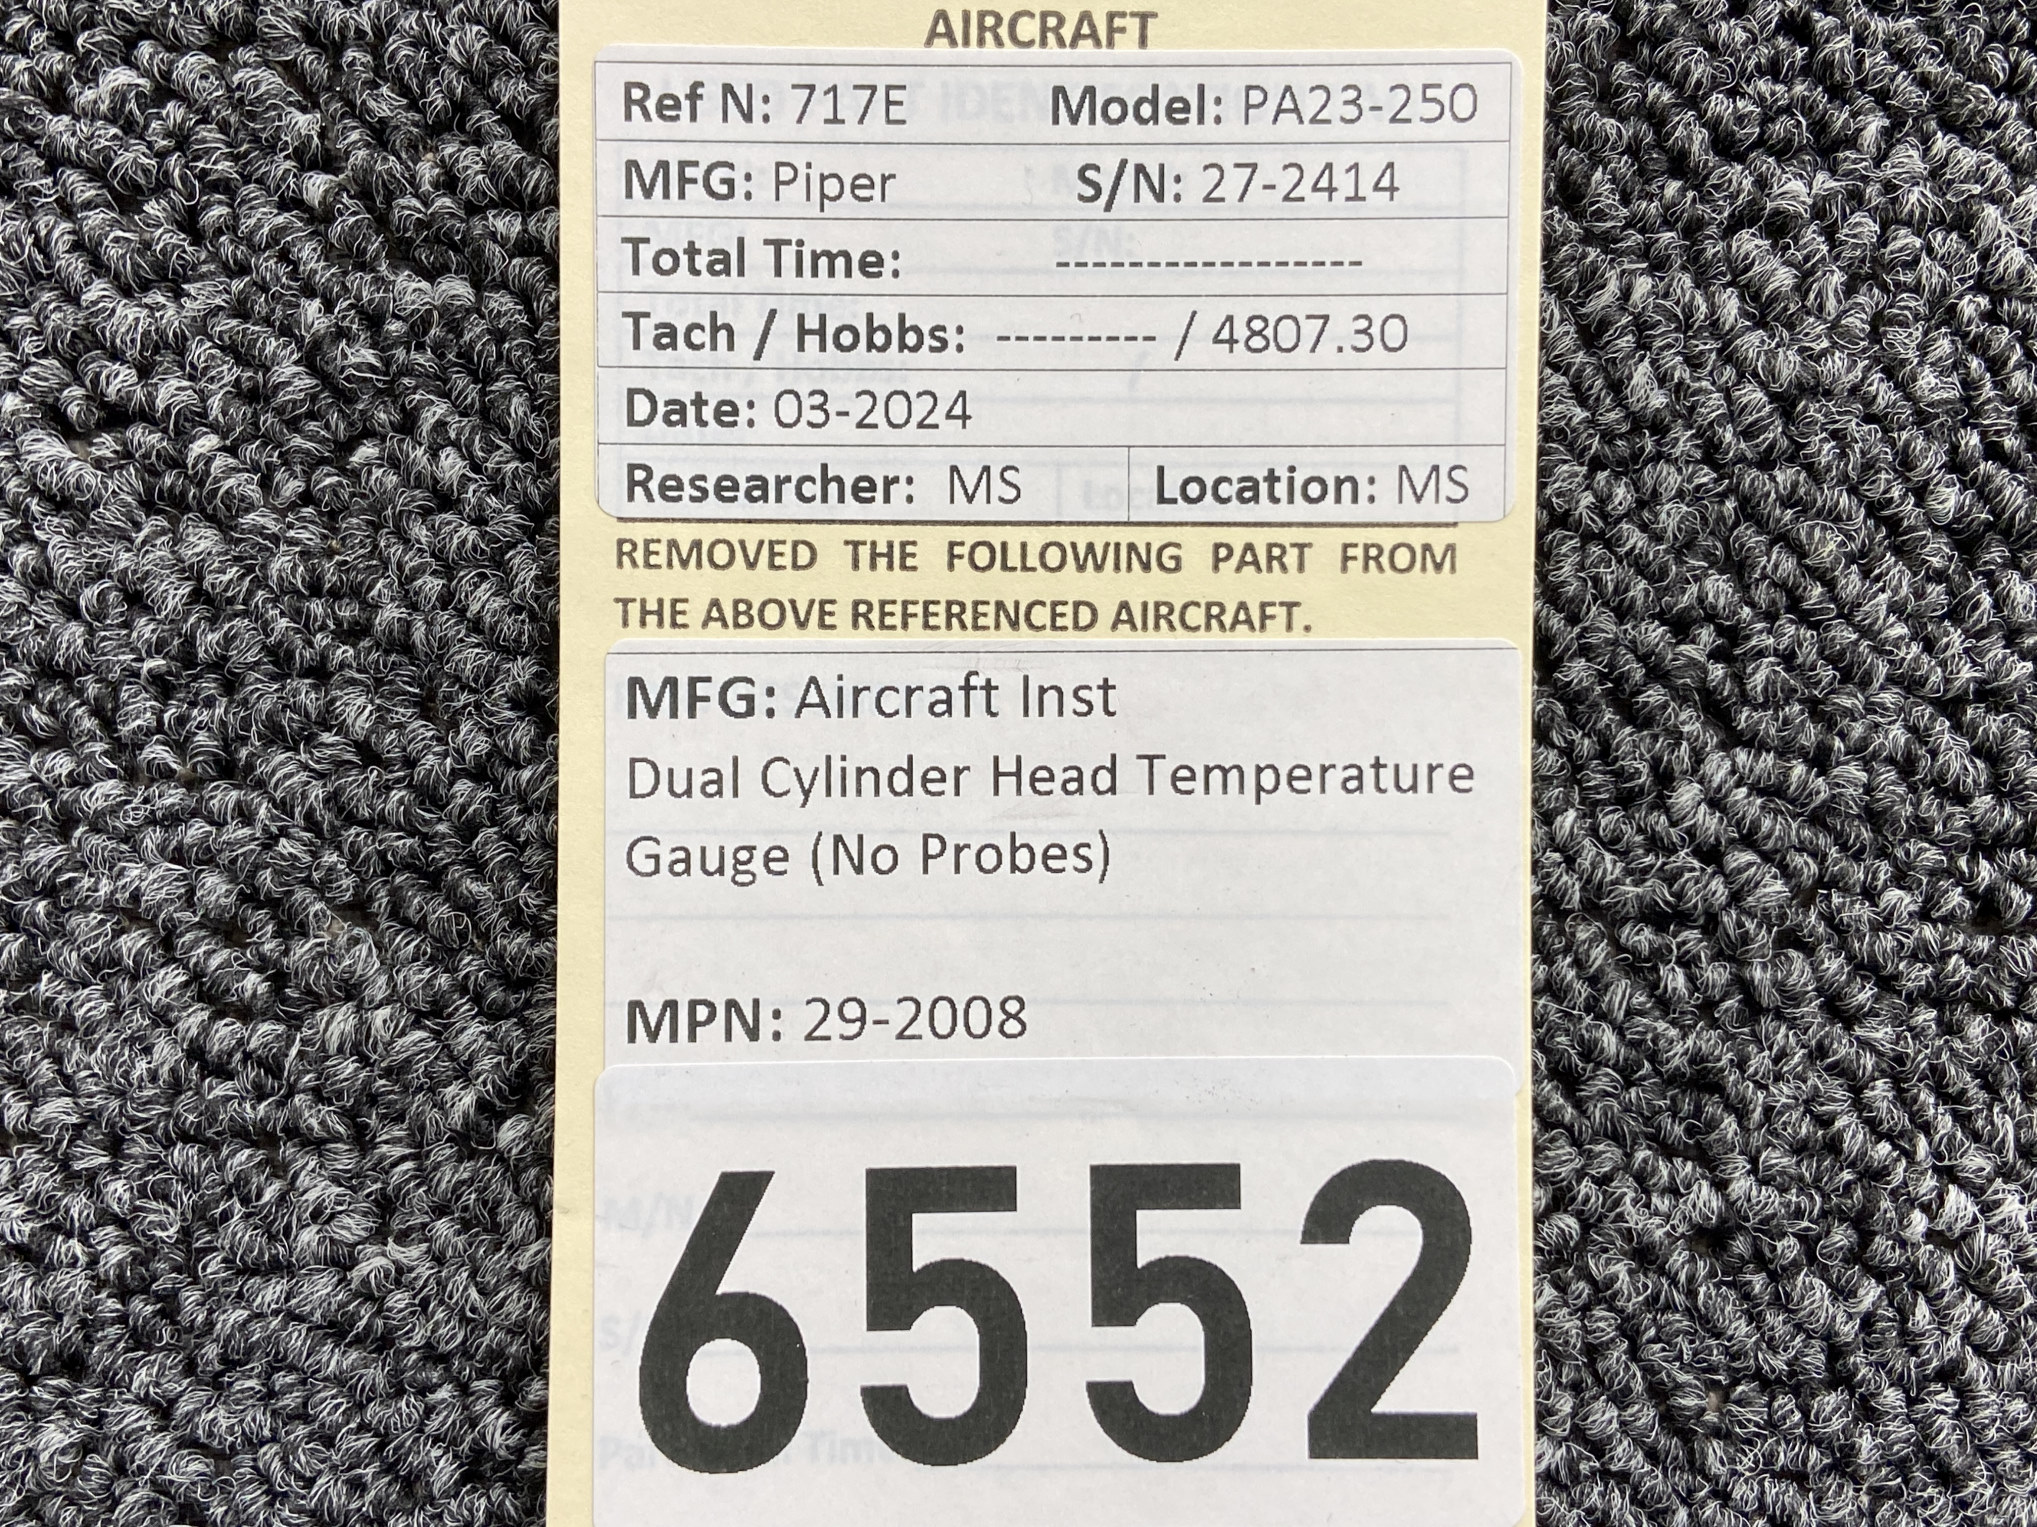 AIRCRAFT
Ref N: 717E Model: PA23-250
MFG: Piper S/N: 27-2414
Total Time: -----------------
Tach / Hobbs: --------- / 4807.30
Date: 03-2024
Researcher: MS Location: MS
REMOVED THE FOLLOWING PART FROM
THE ABOVE REFERENCED AIRCRAFT.
MFG: Aircraft Inst
Dual Cylinder Head Temperature
Gauge (No Probes)
MPN: 29-2008
6552